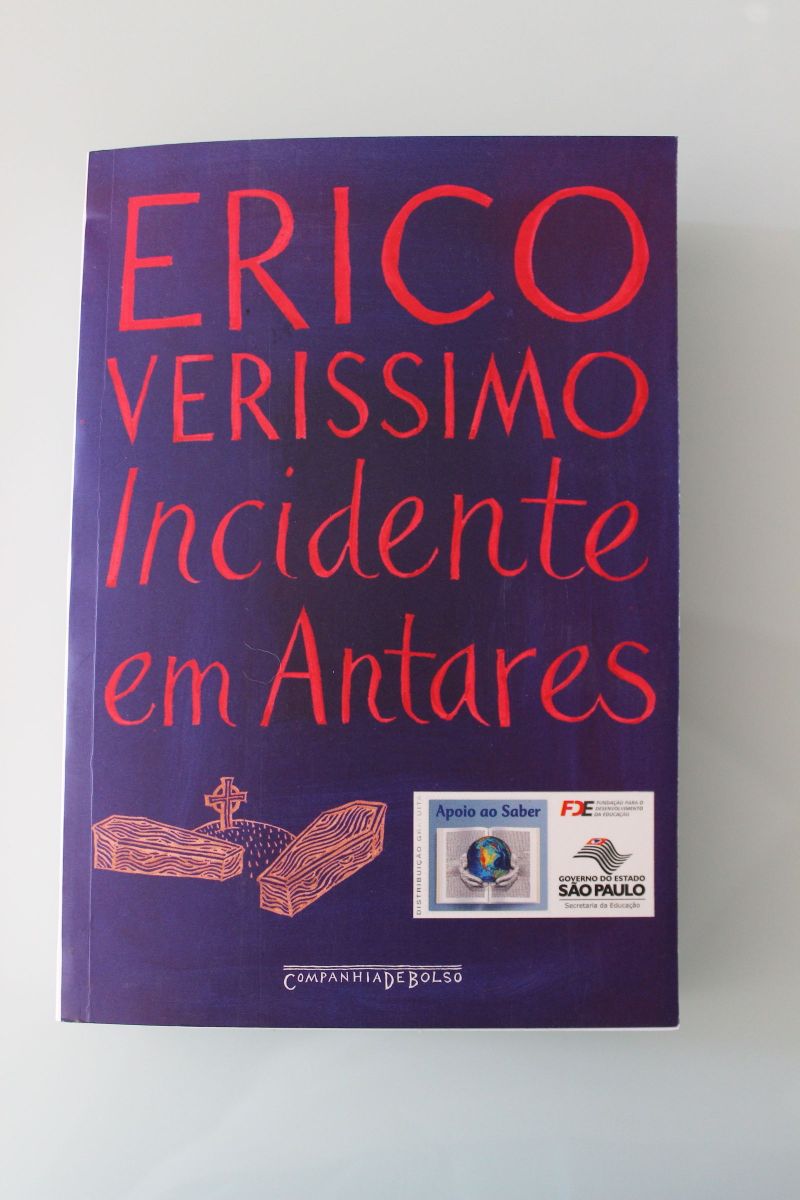 ERICO
VERISSIMO
Incidente
em Antares
DISTRIBUIÇÃO GRATUITA
Apoio ao Saber
FDE FUNDAÇÃO PARA O
DESENVOLVIMENTO
DA EDUCAÇÃO
GOVERNO DO ESTADO
SÃO PAULO
Secretaria da Educação
COMPANHIADEBOLSO